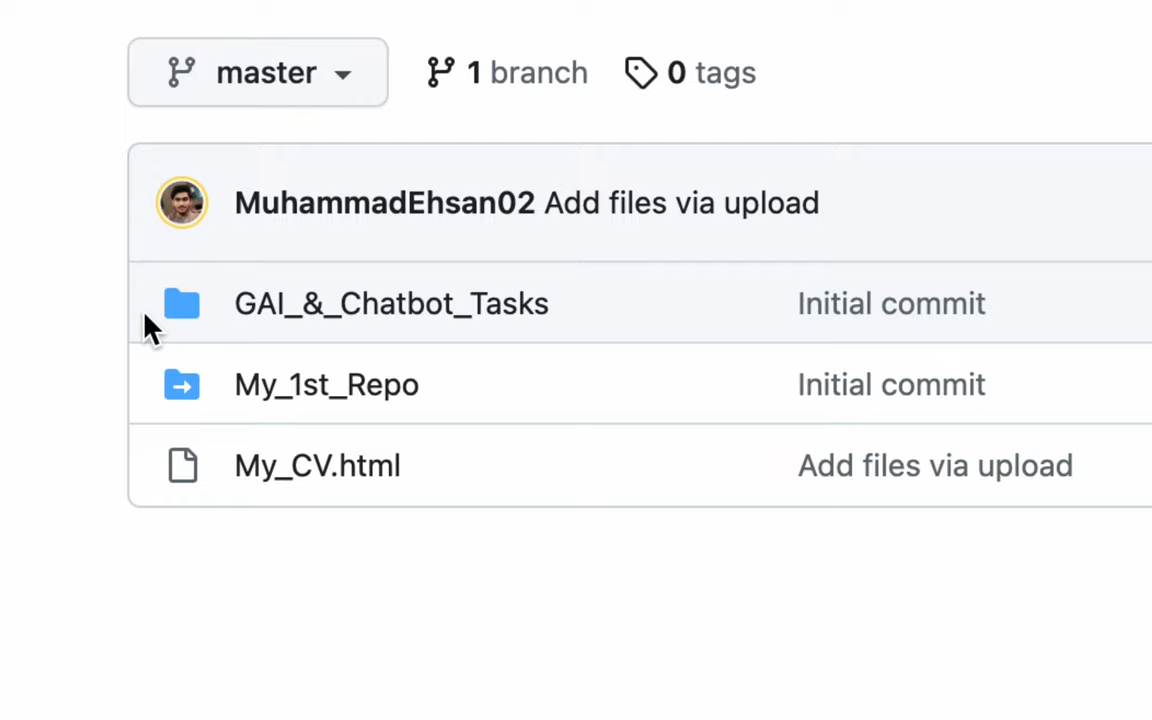 master 1 branch 0 tags
MuhammadEhsan02 Add files via upload
GAI_&_Chatbot_Tasks Initial commit
My_1st_Repo Initial commit
My_CV.html Add files via upload